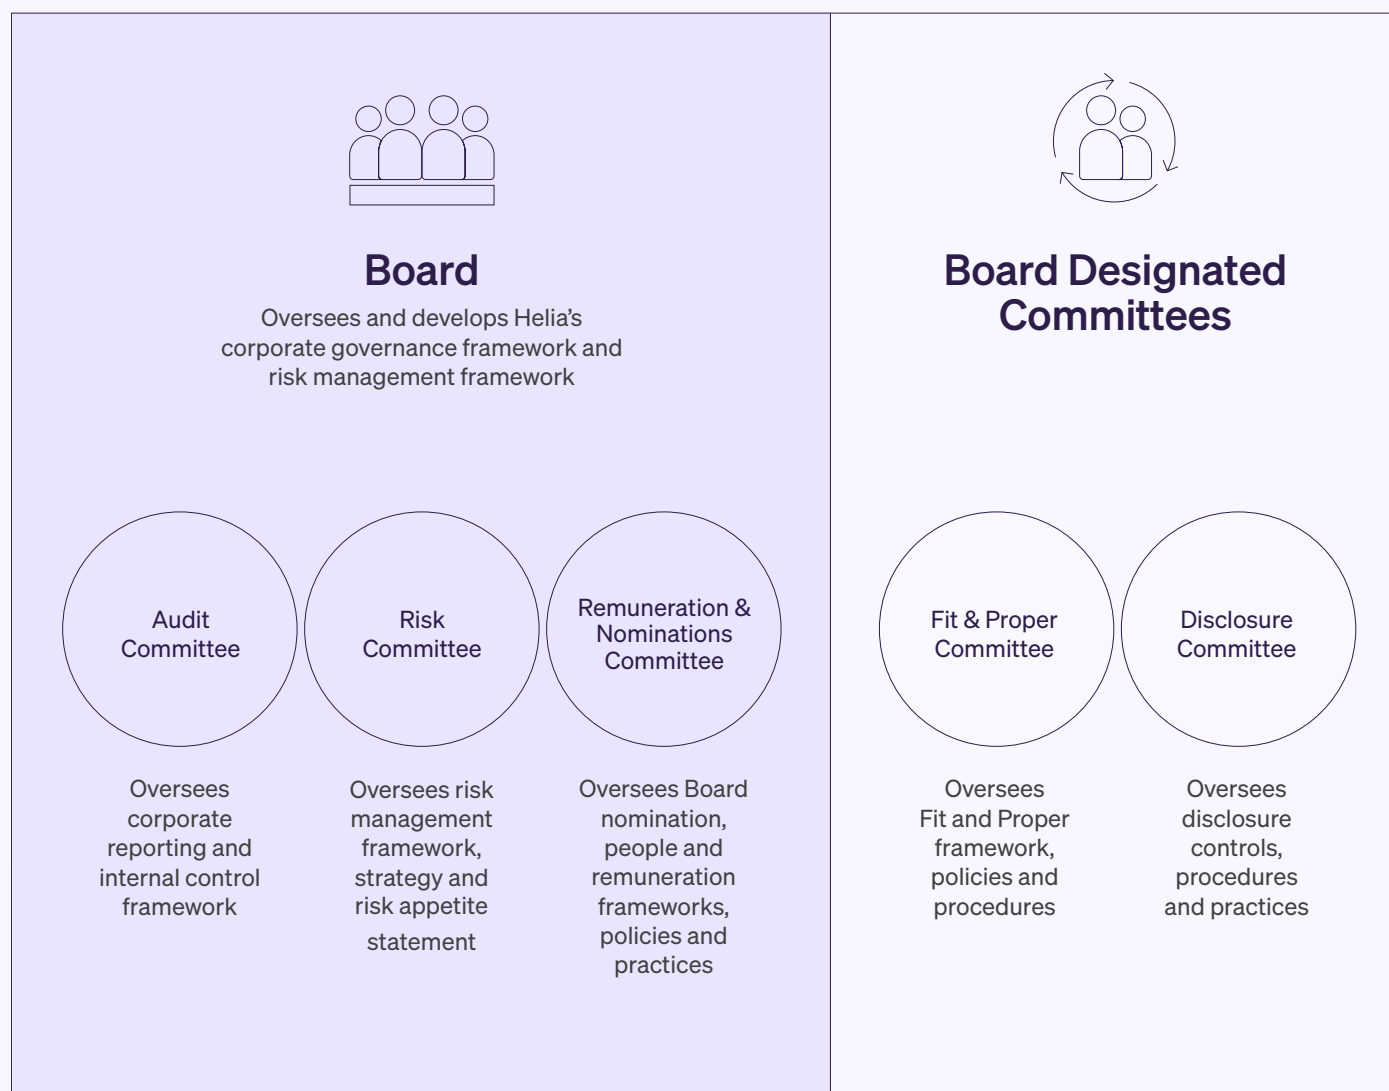 Board
Oversees and develops Helia’s
corporate governance framework and
risk management framework
Audit
Committee
Oversees
corporate
reporting and
internal control
framework
Risk
Committee
Oversees risk
management
framework,
strategy and
risk appetite
statement
Remuneration &
Nominations
Committee
Oversees Board
nomination,
people and
remuneration
frameworks,
policies and
practices
Board Designated
Committees
Fit & Proper
Committee
Oversees
Fit and Proper
framework,
policies and
procedures
Disclosure
Committee
Oversees
disclosure
controls,
procedures
and practices